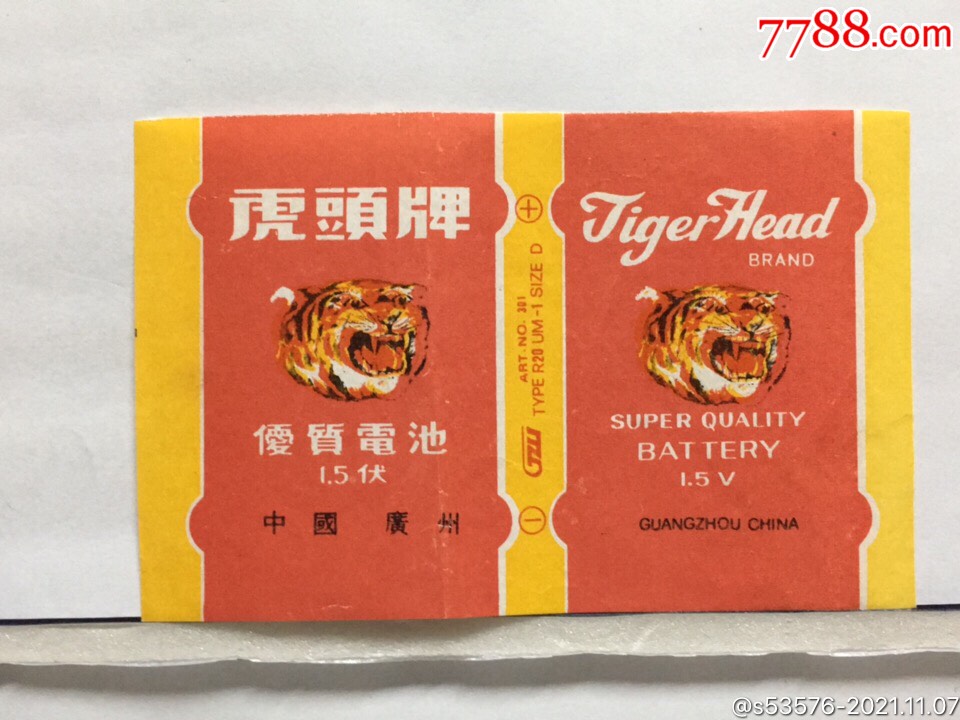 7788.com
虎頭牌
優質電池
1.5伏
中國 廣州
⊕
ART. NO. 301
TYPE R20 UM-1 SIZE D
⊖
Tiger Head
BRAND
SUPER QUALITY
BATTERY
1.5 V
GUANGZHOU CHINA
@s53576-2021.11.07